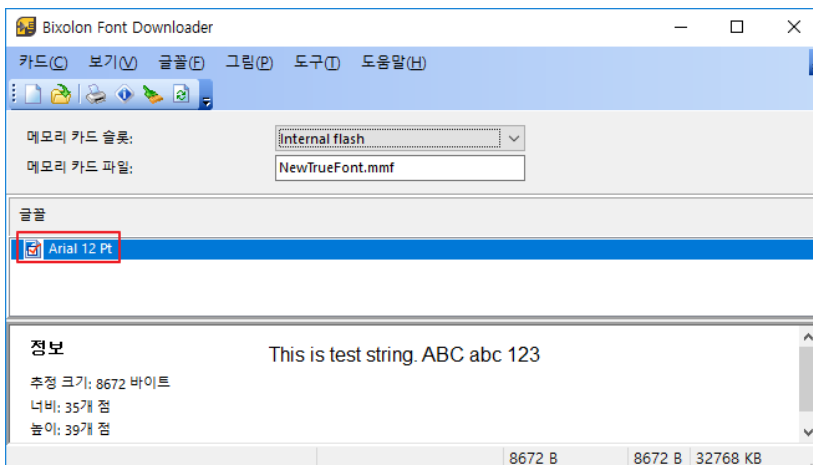 Bixolon Font Downloader
카드(C) 보기(V) 글꼴(F) 그림(P) 도구(T) 도움말(H)
메모리 카드 슬롯: Internal flash
메모리 카드 파일: NewTrueFont.mmf
글꼴
Arial 12 Pt
정보
This is test string. ABC abc 123
추정 크기: 8672 바이트
너비: 35개 점
높이: 39개 점
8672 B 8672 B 32768 KB